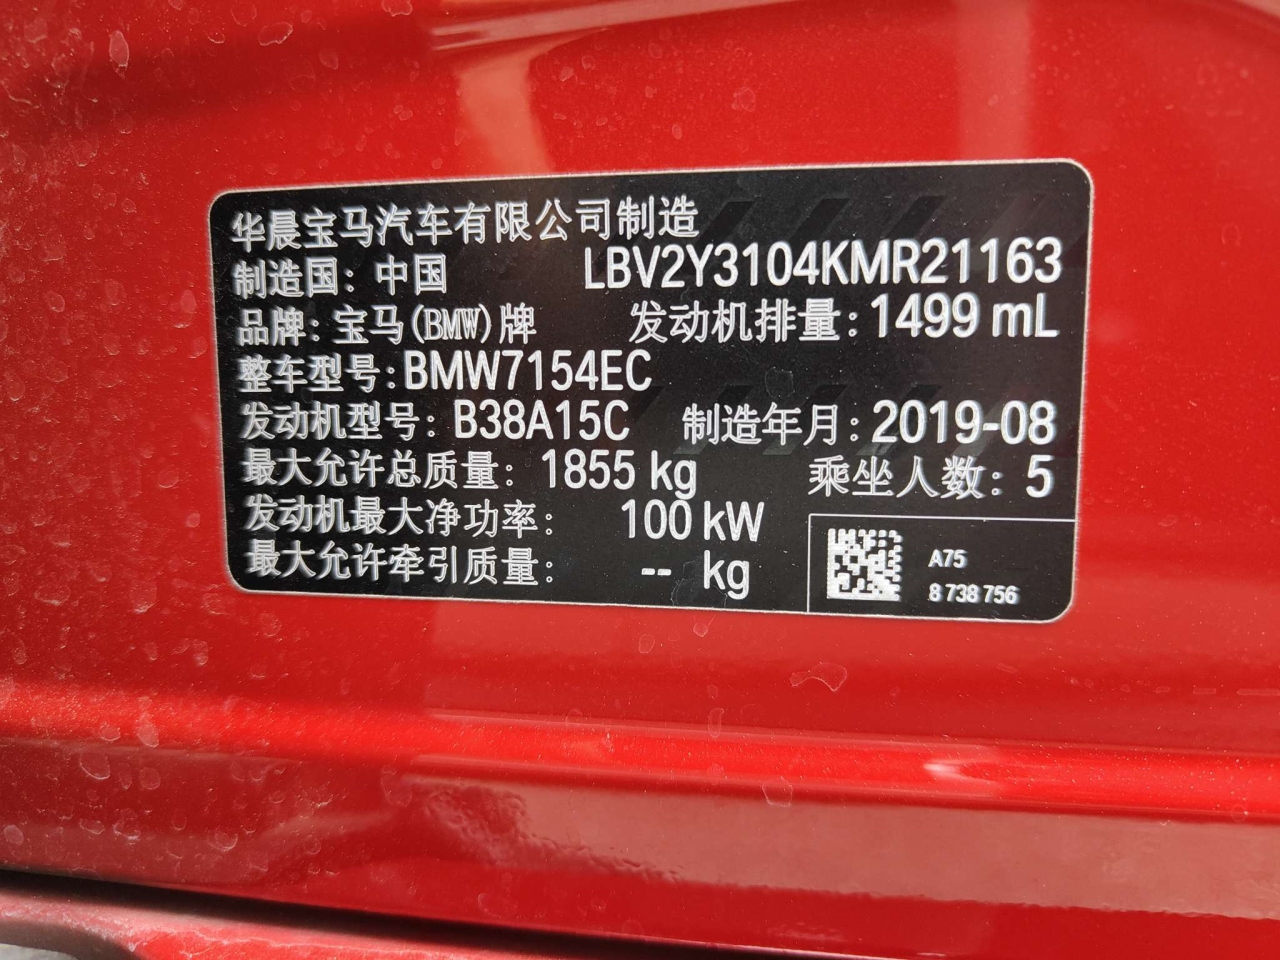 华晨宝马汽车有限公司制造
制造国：中国 LBV2Y3104KMR21163
品牌：宝马(BMW)牌 发动机排量：1499 mL
整车型号：BMW7154EC
发动机型号：B38A15C 制造年月：2019-08
最大允许总质量：1855 kg 乘坐人数：5
发动机最大净功率：100 kW
最大允许牵引质量：-- kg
A75
8 738 756